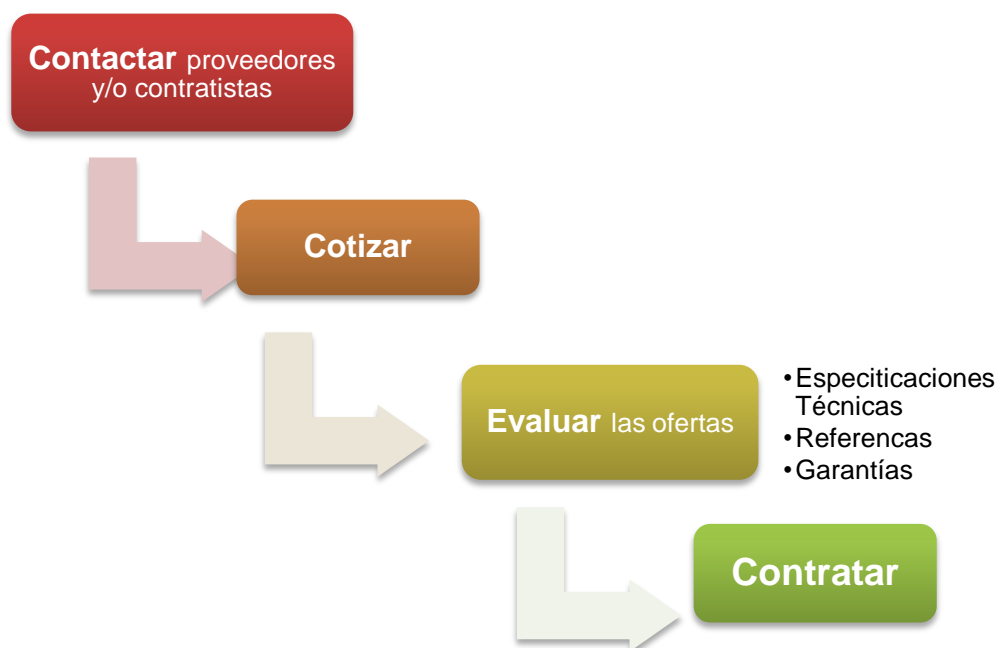 Contactar proveedores
y/o contratistas
Cotizar
Evaluar las ofertas
•Especiticaciones
Técnicas
•Referencas
•Garantías
Contratar